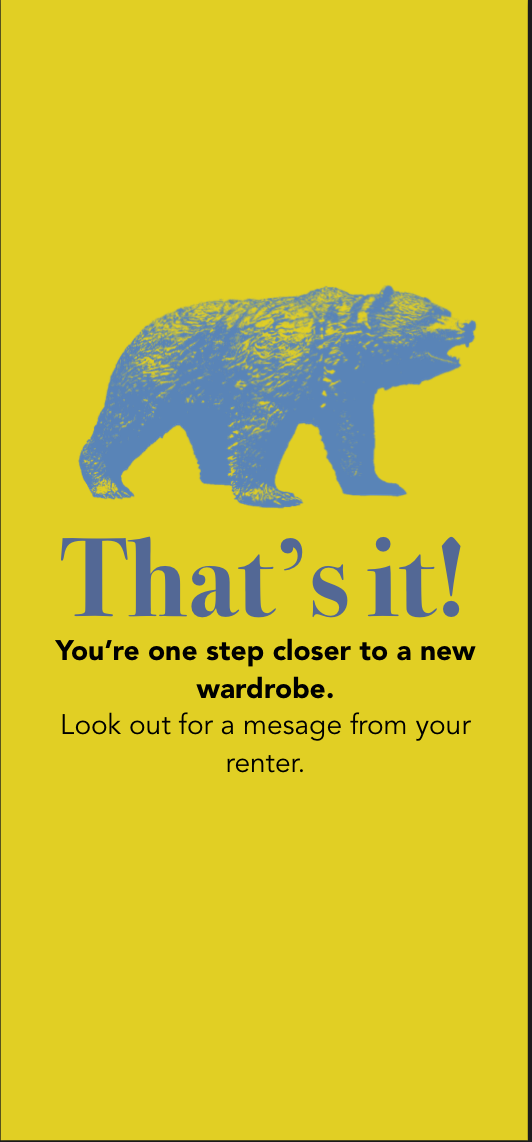 That’s it!
You’re one step closer to a new
wardrobe.
Look out for a mesage from your
renter.